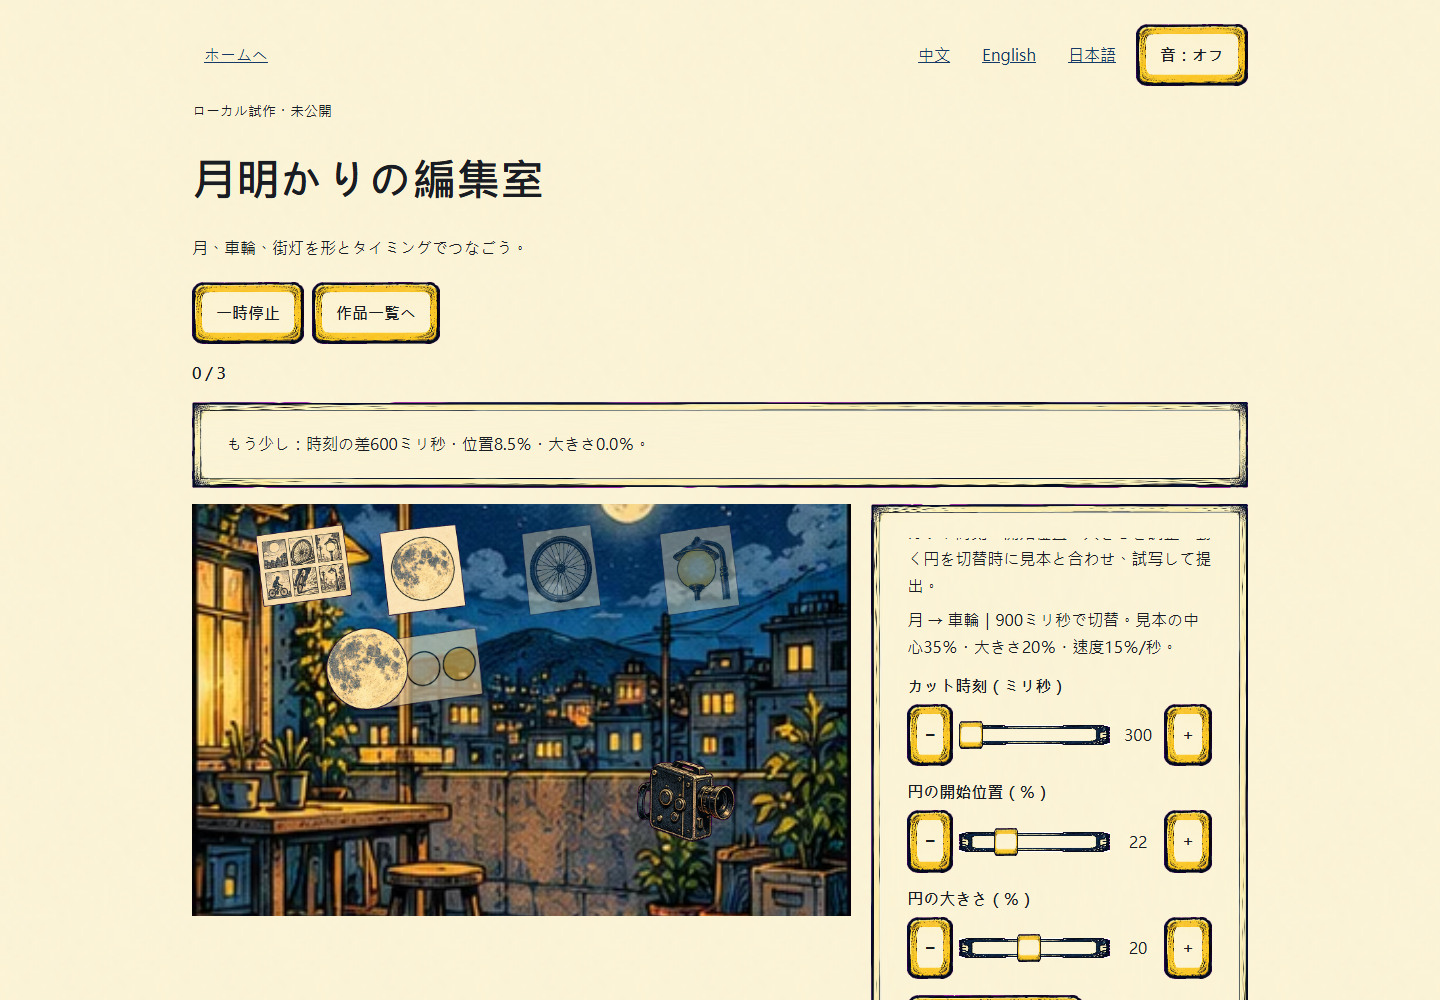 ホームへ
中文 English 日本語 音：オフ
ローカル試作・未公開
月明かりの編集室
月、車輪、街灯を形とタイミングでつなごう。
一時停止 作品一覧へ
0 / 3
もう少し：時刻の差600ミリ秒・位置8.5%・大きさ0.0%。
く円を切替時に見本と合わせ、試写して提
出。
月 → 車輪 | 900ミリ秒で切替。見本の中
心35%・大きさ20%・速度15%/秒。
カット時刻（ミリ秒）
− 300 +
円の開始位置（%）
− 22 +
円の大きさ（%）
− 20 +